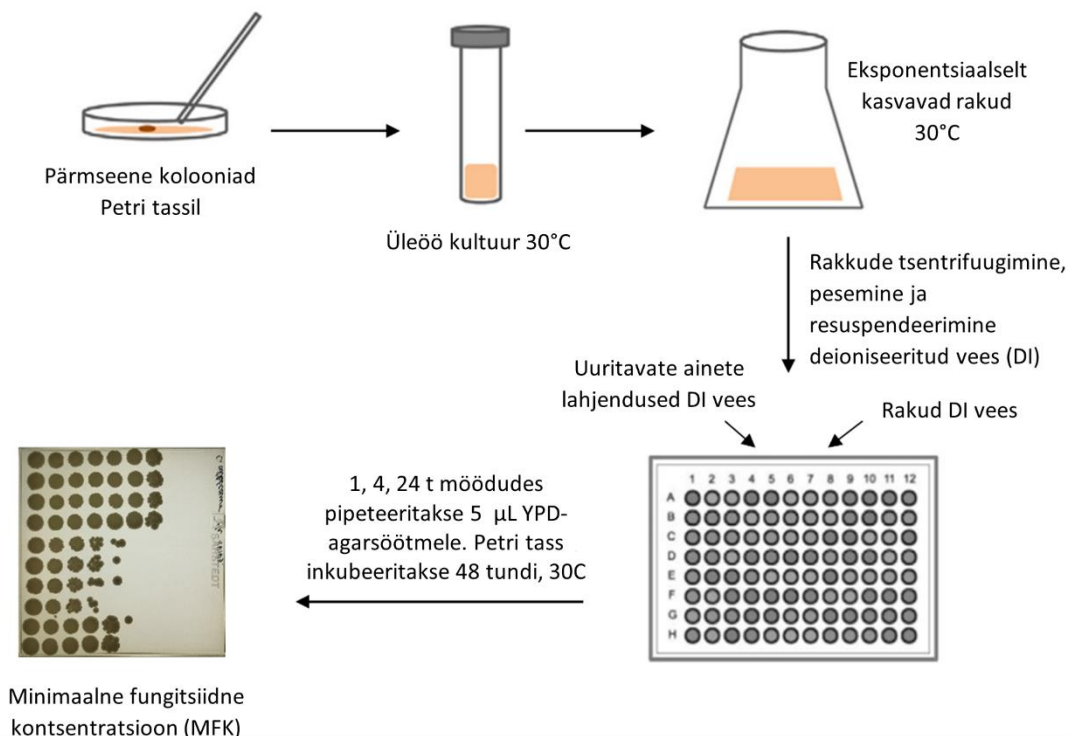 Pärmseene kolooniad
Petri tassil
Üleöö kultuur 30°C
Eksponentsiaalselt
kasvavad rakud
30°C
Rakkude tsentrifuugimine,
pesemine ja
resuspendeerimine
deioniseeritud vees (DI)
Uuritavate ainete
lahjendused DI vees
Rakud DI vees
1 2 3 4 5 6 7 8 9 10 11 12
A
B
C
D
E
F
G
H
1, 4, 24 t möödudes
pipeteeritakse 5 µL YPD-
agarsöötmele. Petri tass
inkubeeritakse 48 tundi, 30C
SARSTEDT
Minimaalne fungitsiidne
kontsentratsioon (MFK)